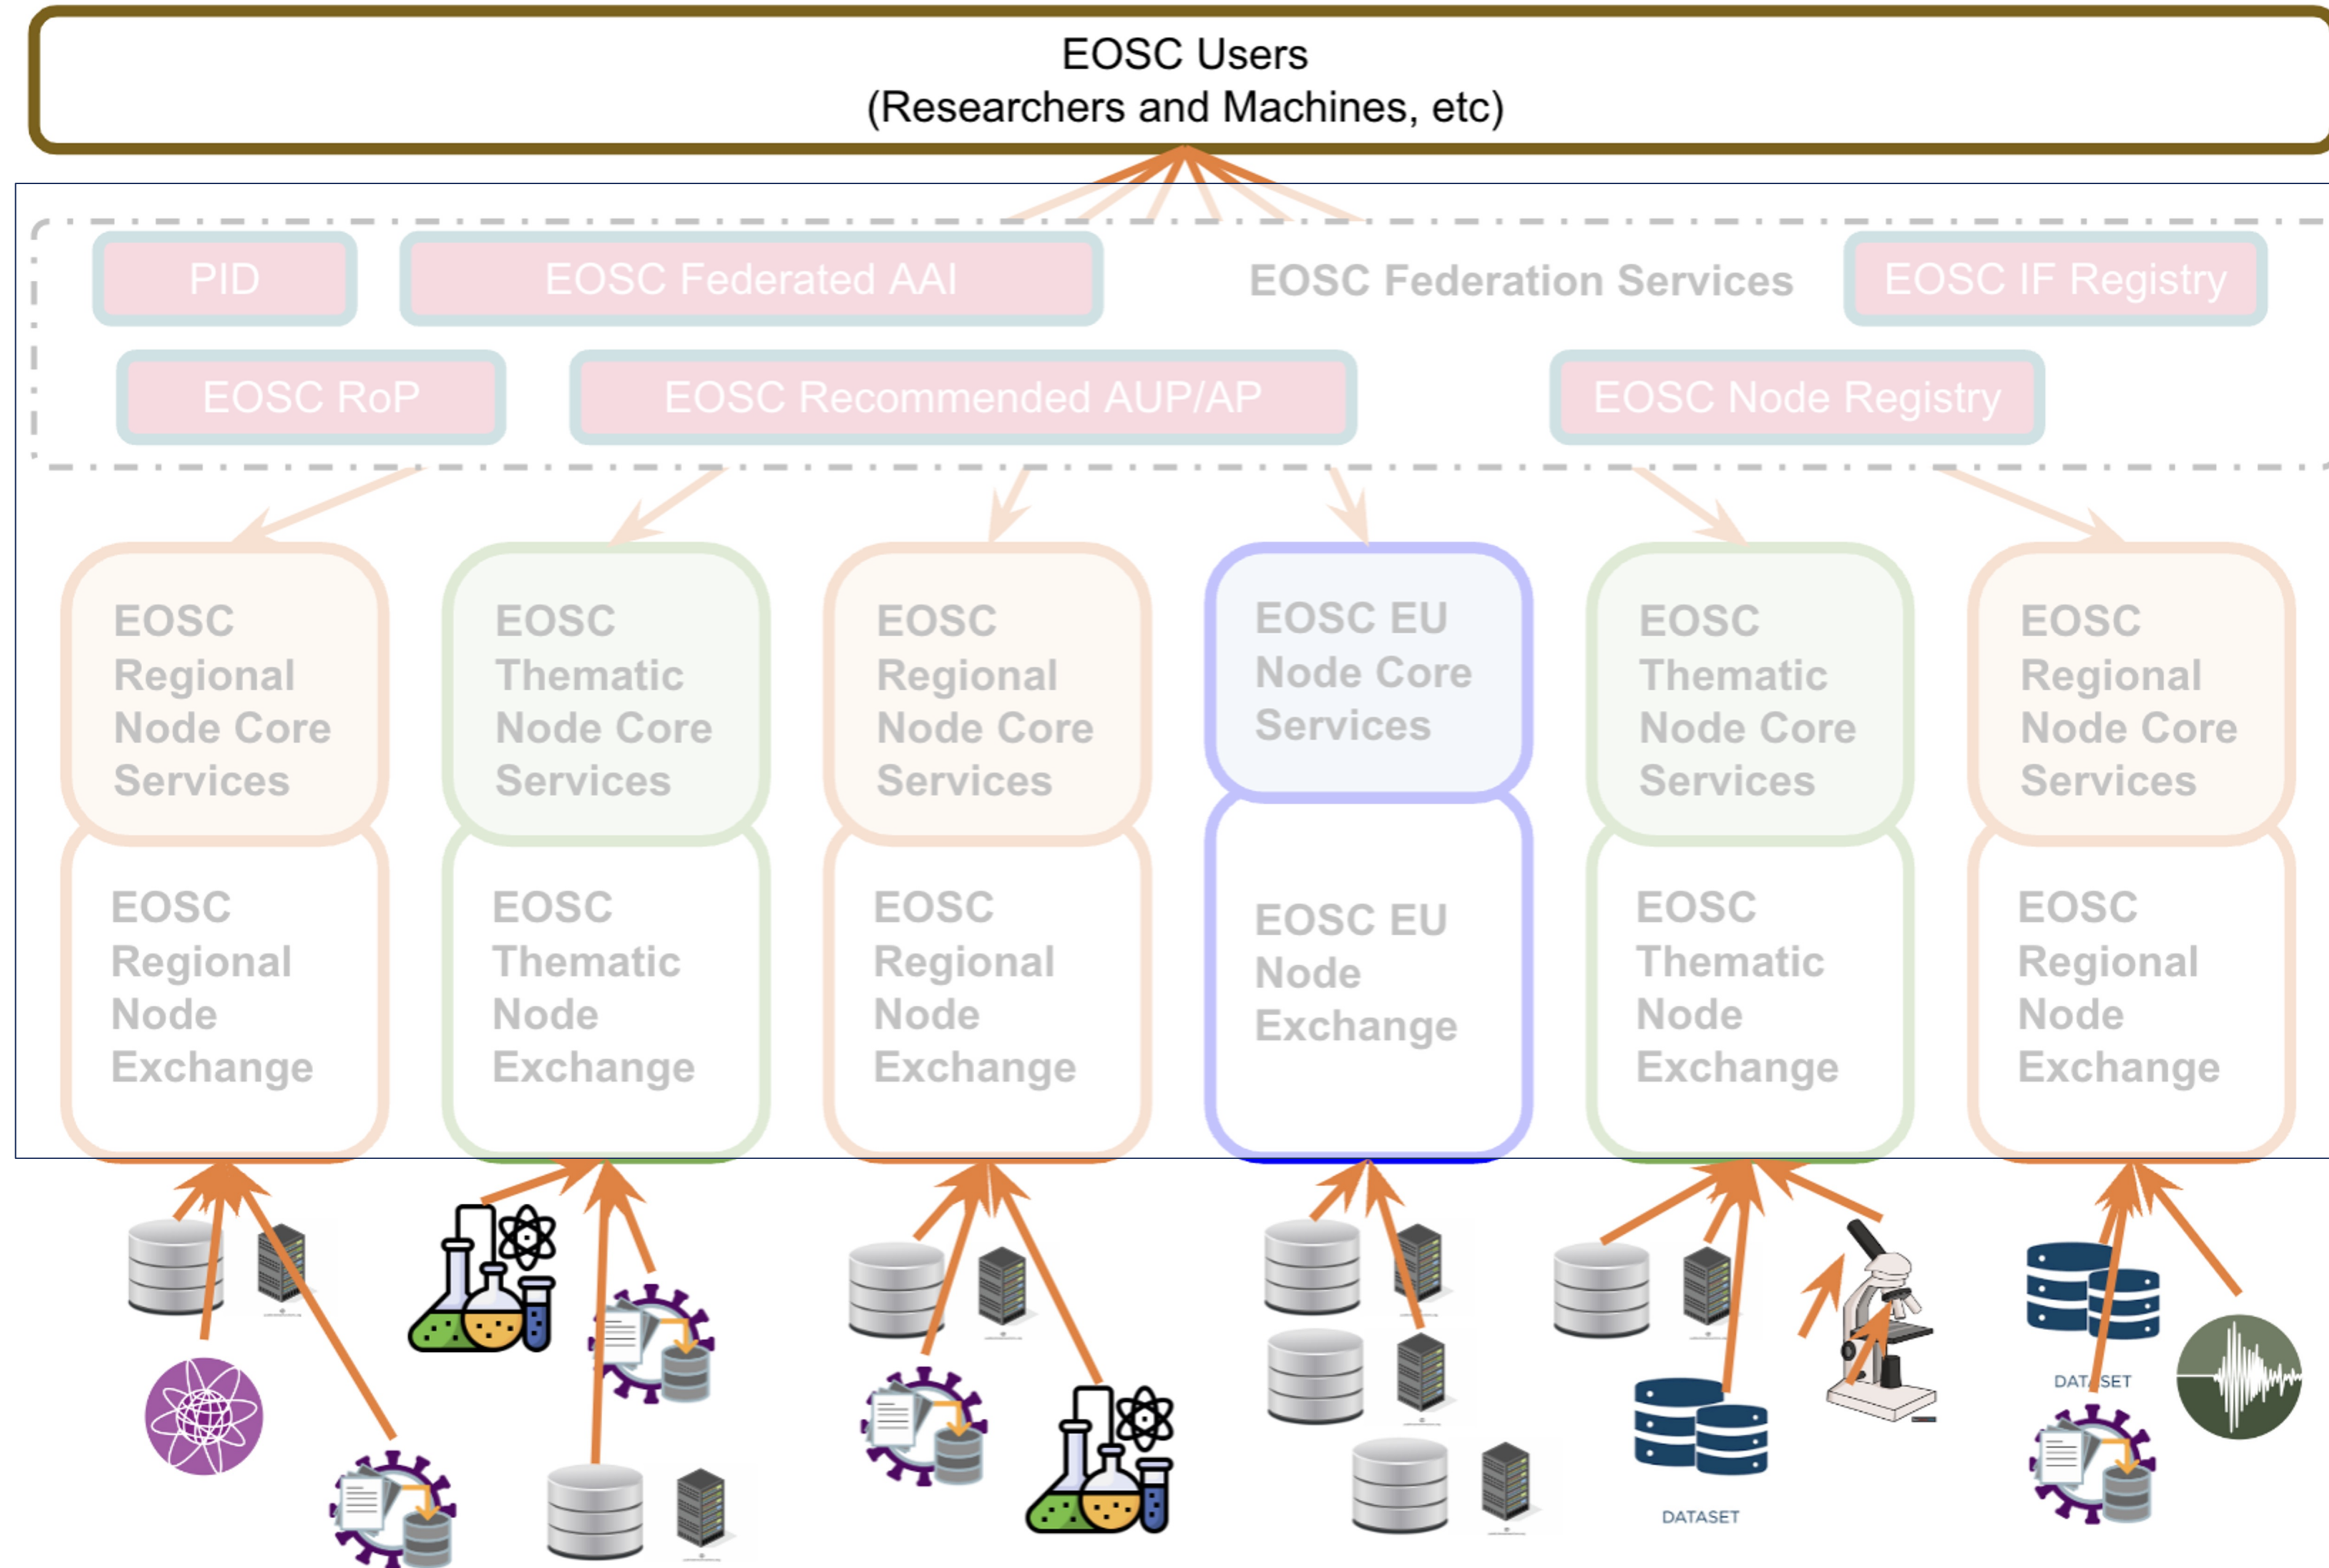 EOSC Users
(Researchers and Machines, etc)
PID
EOSC Federated AAI
EOSC Federation Services
EOSC IF Registry
EOSC RoP
EOSC Recommended AUP/AP
EOSC Node Registry
EOSC
Regional
Node Core
Services
EOSC
Thematic
Node Core
Services
EOSC
Regional
Node Core
Services
EOSC EU
Node Core
Services
EOSC
Thematic
Node Core
Services
EOSC
Regional
Node Core
Services
EOSC
Regional
Node
Exchange
EOSC
Thematic
Node
Exchange
EOSC
Regional
Node
Exchange
EOSC EU
Node
Exchange
EOSC
Thematic
Node
Exchange
EOSC
Regional
Node
Exchange
DATASET
DATASET